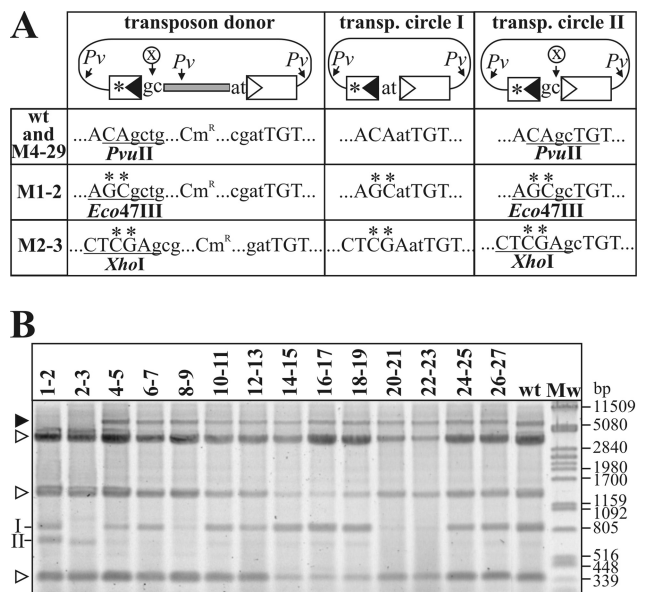 A
transposon donor transp. circle I transp. circle II
Pv X Pv Pv Pv Pv Pv X Pv
* gc at * at * gc
wt and M4-29 ...ACAgctg...CmR...cgatTGT... ...ACAatTGT... ...ACAgcTGT...
PvuII PvuII
* * * * * *
M1-2 ...AGCgctg...CmR...cgatTGT... ...AGCatTGT... ...AGCgcTGT...
Eco47III Eco47III
* * * * * *
M2-3 ...CTCGAgcg...CmR...gatTGT... ...CTCGAatTGT... ...CTCGAgcTGT...
XhoI XhoI
B
1-2 2-3 4-5 6-7 8-9 10-11 12-13 14-15 16-17 18-19 20-21 22-23 24-25 26-27 wt Mw bp
11509
5080
2840
1980
1700
1159
1092
I 805
II
516
448
339